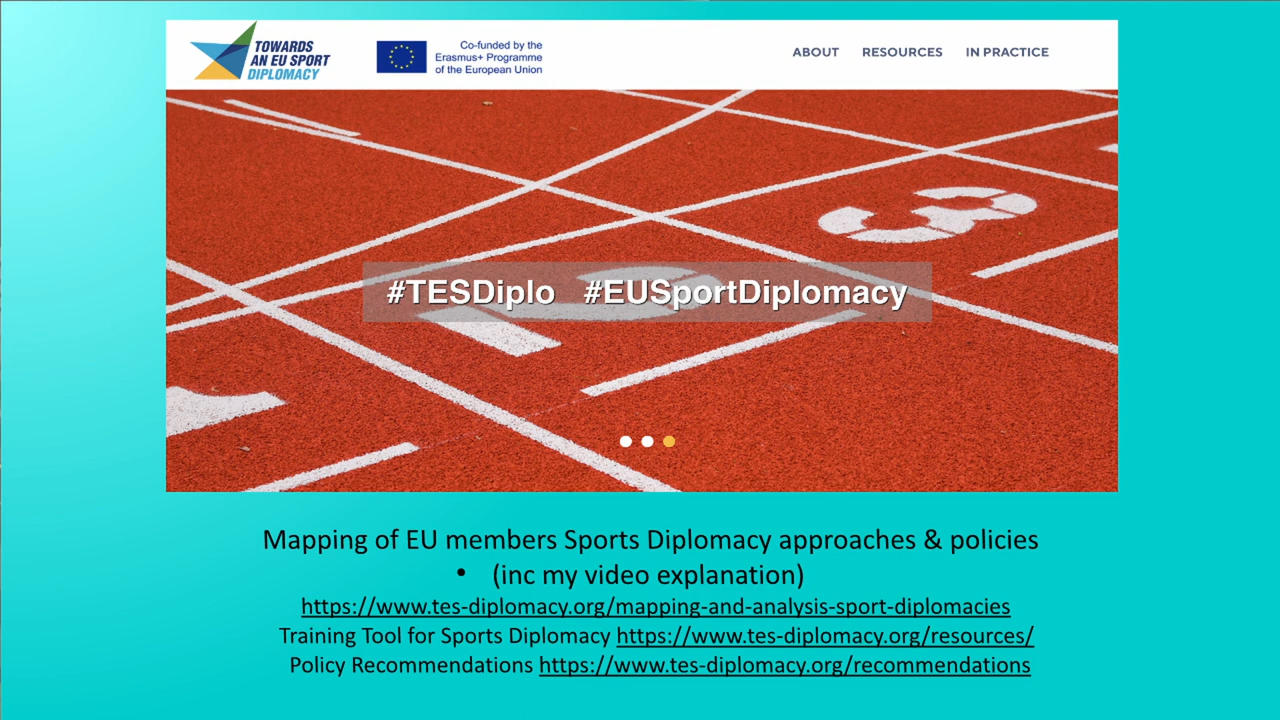 TOWARDS
AN EU SPORT
DIPLOMACY
Co-funded by the
Erasmus+ Programme
of the European Union
ABOUT RESOURCES IN PRACTICE
3
#TESDiplo #EUSportDiplomacy
Mapping of EU members Sports Diplomacy approaches & policies
• (inc my video explanation)
https://www.tes-diplomacy.org/mapping-and-analysis-sport-diplomacies
Training Tool for Sports Diplomacy https://www.tes-diplomacy.org/resources/
Policy Recommendations https://www.tes-diplomacy.org/recommendations